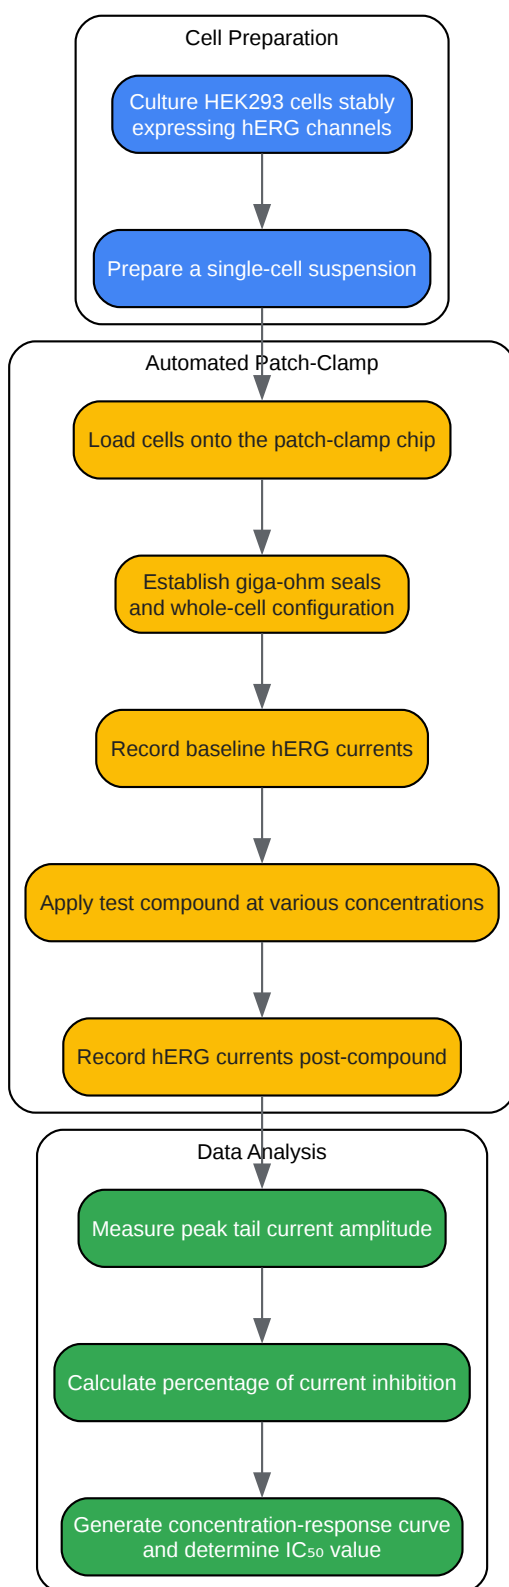 Cell Preparation
Culture HEK293 cells stably
expressing hERG channels
Prepare a single-cell suspension
Automated Patch-Clamp
Load cells onto the patch-clamp chip
Establish giga-ohm seals
and whole-cell configuration
Record baseline hERG currents
Apply test compound at various concentrations
Record hERG currents post-compound
Data Analysis
Measure peak tail current amplitude
Calculate percentage of current inhibition
Generate concentration-response curve
and determine IC₅₀ value